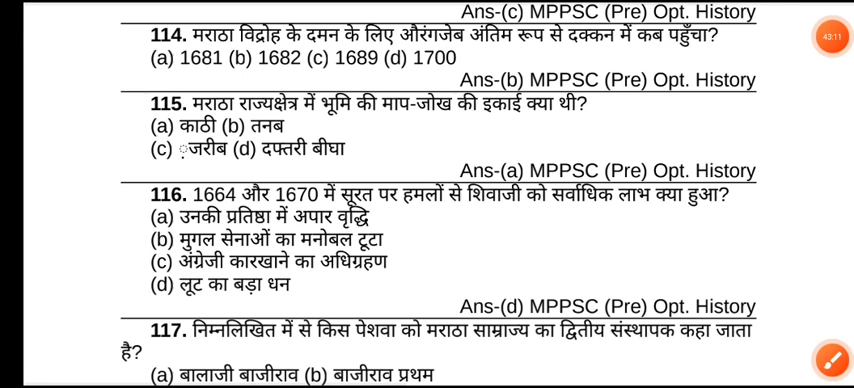 Ans-(c) MPPSC (Pre) Opt. History
114. मराठा विद्रोह के दमन के लिए औरंगजेब अंतिम रूप से दक्कन में कब पहुँचा?
(a) 1681 (b) 1682 (c) 1689 (d) 1700
Ans-(b) MPPSC (Pre) Opt. History
115. मराठा राज्यक्षेत्र में भूमि की माप-जोख की इकाई क्या थी?
(a) काठी (b) तनब
(c) ़जरीब (d) दफ्तरी बीघा
Ans-(a) MPPSC (Pre) Opt. History
116. 1664 और 1670 में सूरत पर हमलों से शिवाजी को सर्वाधिक लाभ क्या हुआ?
(a) उनकी प्रतिष्ठा में अपार वृद्धि
(b) मुगल सेनाओं का मनोबल टूटा
(c) अंग्रेजी कारखाने का अधिग्रहण
(d) लूट का बड़ा धन
Ans-(d) MPPSC (Pre) Opt. History
117. निम्नलिखित में से किस पेशवा को मराठा साम्राज्य का द्वितीय संस्थापक कहा जाता
है?
(a) बालाजी बाजीराव (b) बाजीराव प्रथम
43:11